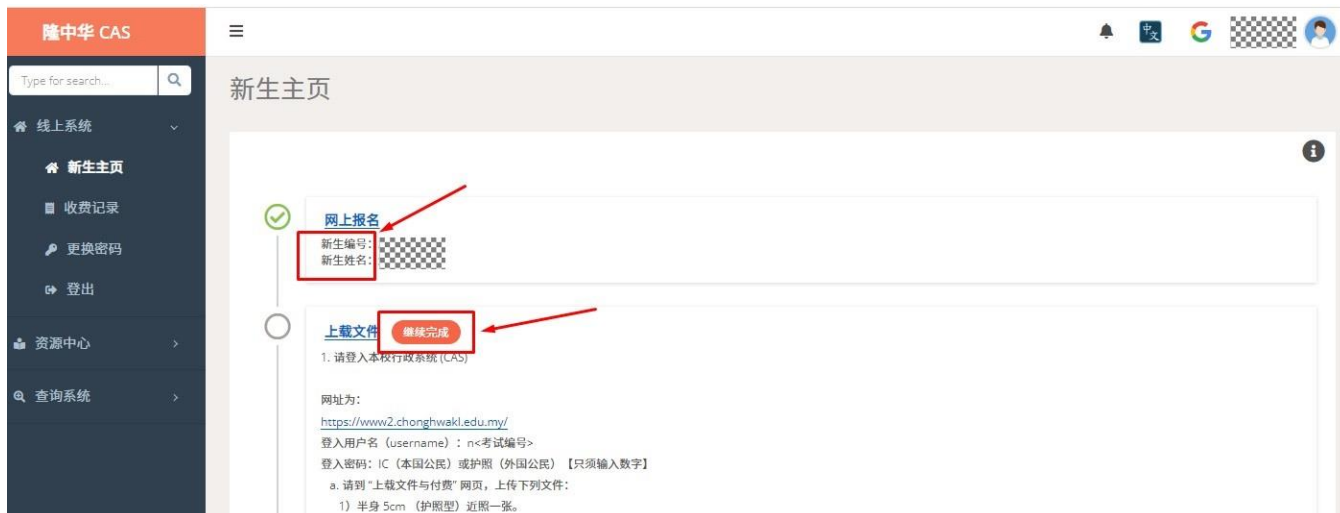 隆中华 CAS
中文
G
Type for search...
新生主页
线上系统
新生主页
收费记录
更换密码
登出
资源中心
查询系统
网上报名
新生编号：
新生姓名：
上载文件 继续完成
1. 请登入本校行政系统 (CAS)
网址为：
https://www2.chonghwakl.edu.my/
登入用户名（username）：n<考试编号>
登入密码：IC（本国公民）或护照（外国公民）【只须输入数字】
a. 请到 “上载文件与付费” 网页，上传下列文件：
1）半身 5cm （护照型）近照一张。